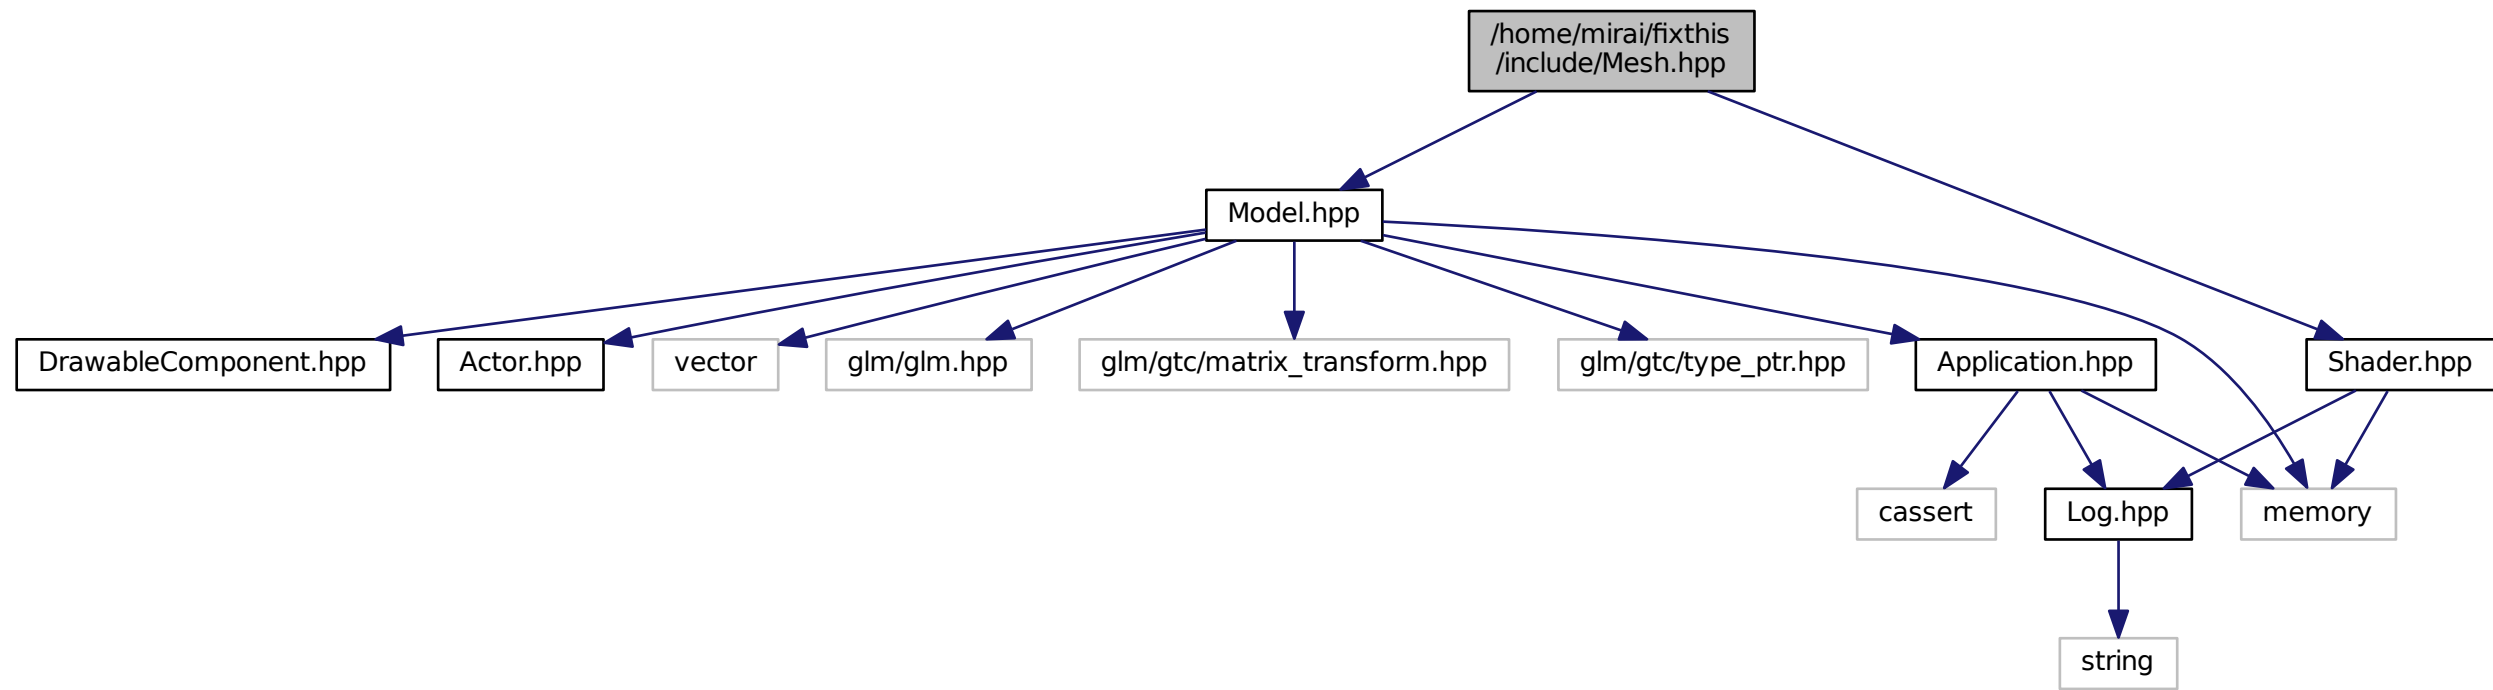 /home/mirai/fixthis
/include/Mesh.hpp
Model.hpp
DrawableComponent.hpp
Actor.hpp
vector
glm/glm.hpp
glm/gtc/matrix_transform.hpp
glm/gtc/type_ptr.hpp
Application.hpp
Shader.hpp
cassert
Log.hpp
memory
string